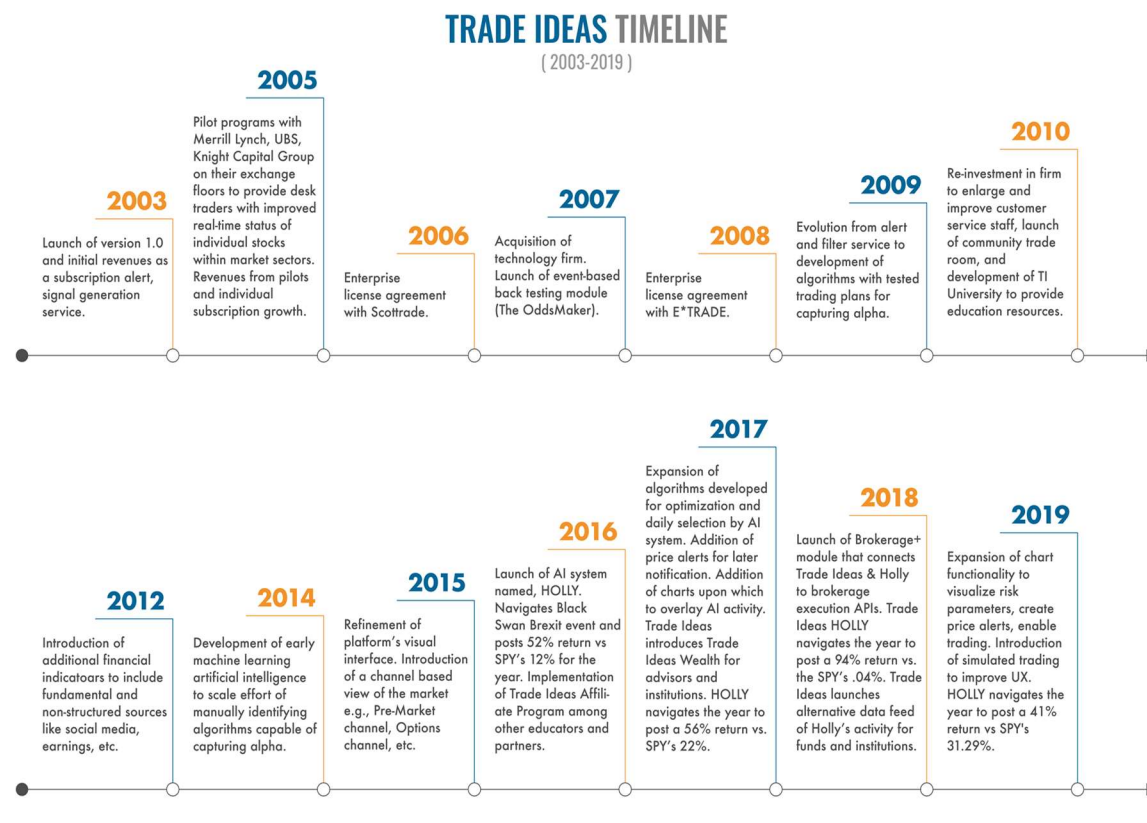 TRADE IDEAS TIMELINE
( 2003-2019 )
2003
Launch of version 1.0
and initial revenues as
a subscription alert,
signal generation
service.
2005
Pilot programs with
Merrill Lynch, UBS,
Knight Capital Group
on their exchange
floors to provide desk
traders with improved
real-time status of
individual stocks
within market sectors.
Revenues from pilots
and individual
subscription growth.
2006
Enterprise
license agreement
with Scottrade.
2007
Acquisition of
technology firm.
Launch of event-based
back testing module
(The OddsMaker).
2008
Enterprise
license agreement
with E*TRADE.
2009
Evolution from alert
and filter service to
development of
algorithms with tested
trading plans for
capturing alpha.
2010
Re-investment in firm
to enlarge and
improve customer
service staff, launch
of community trade
room, and
development of TI
University to provide
education resources.
2012
Introduction of
additional financial
indicatoars to include
fundamental and
non-structured sources
like social media,
earnings, etc.
2014
Development of early
machine learning
artificial intelligence
to scale effort of
manually identifying
algorithms capable of
capturing alpha.
2015
Refinement of
platform's visual
interface. Introduction
of a channel based
view of the market
e.g., Pre-Market
channel, Options
channel, etc.
2016
Launch of AI system
named, HOLLY.
Navigates Black
Swan Brexit event and
posts 52% return vs
SPY's 12% for the
year. Implementation
of Trade Ideas Affili-
ate Program among
other educators and
partners.
2017
Expansion of
algorithms developed
for optimization and
daily selection by AI
system. Addition of
price alerts for later
notification. Addition
of charts upon which
to overlay AI activity.
Trade Ideas
introduces Trade
Ideas Wealth for
advisors and
institutions. HOLLY
navigates the year to
post a 56% return vs.
SPY's 22%.
2018
Launch of Brokerage+
module that connects
Trade Ideas & Holly
to brokerage
execution APIs. Trade
Ideas HOLLY
navigates the year to
post a 94% return vs.
the SPY's .04%. Trade
Ideas launches
alternative data feed
of Holly's activity for
funds and institutions.
2019
Expansion of chart
functionality to
visualize risk
parameters, create
price alerts, enable
trading. Introduction
of simulated trading
to improve UX.
HOLLY navigates the
year to post a 41%
return vs SPY's
31.29%.